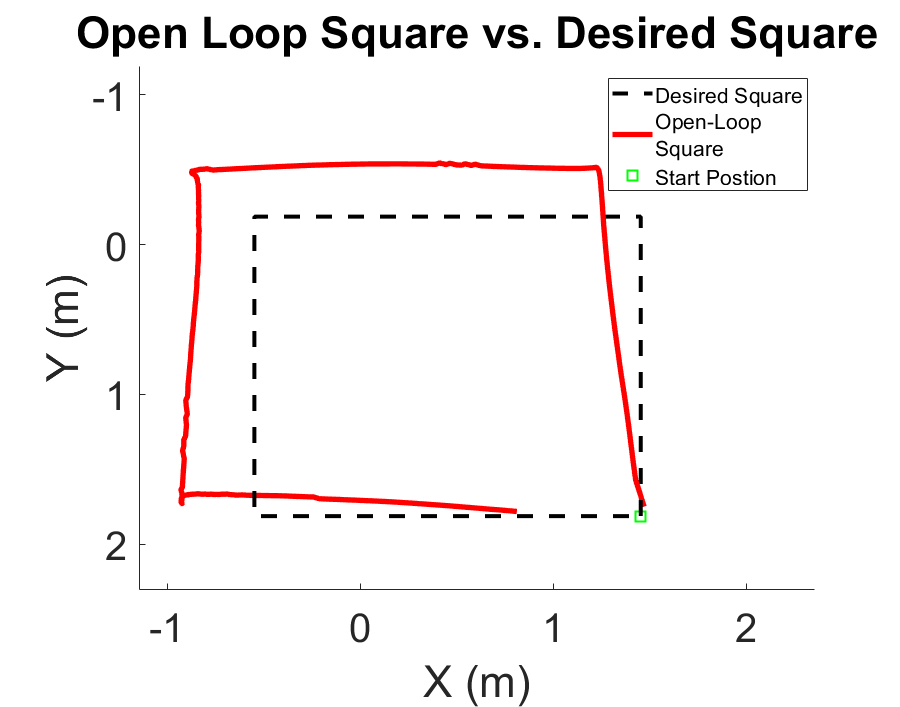 Open Loop Square vs. Desired Square
Desired Square
Open-Loop
Square
Start Postion
Y (m)
-1
0
1
2
-1 0 1 2
X (m)